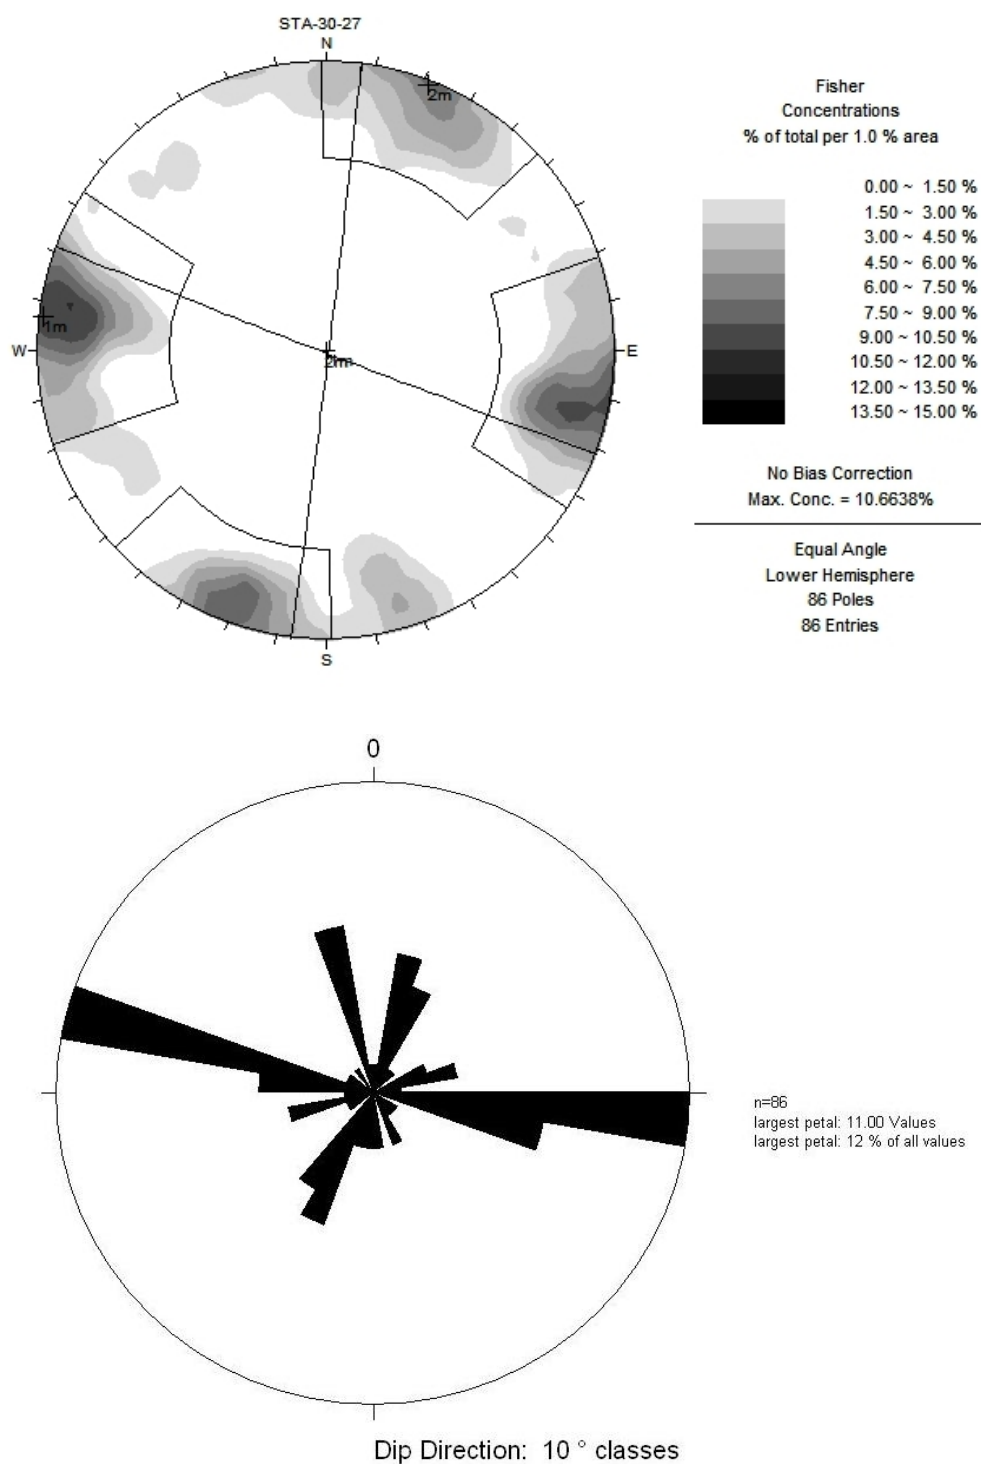 STA-30-27
N
2m
Fisher
Concentrations
% of total per 1.0 % area
0.00 ~ 1.50 %
1.50 ~ 3.00 %
3.00 ~ 4.50 %
4.50 ~ 6.00 %
6.00 ~ 7.50 %
7.50 ~ 9.00 %
9.00 ~ 10.50 %
10.50 ~ 12.00 %
12.00 ~ 13.50 %
13.50 ~ 15.00 %
1m
W
E
S
No Bias Correction
Max. Conc. = 10.6638%
Equal Angle
Lower Hemisphere
86 Poles
86 Entries
0
n=86
largest petal: 11.00 Values
largest petal: 12 % of all values
Dip Direction: 10 ° classes